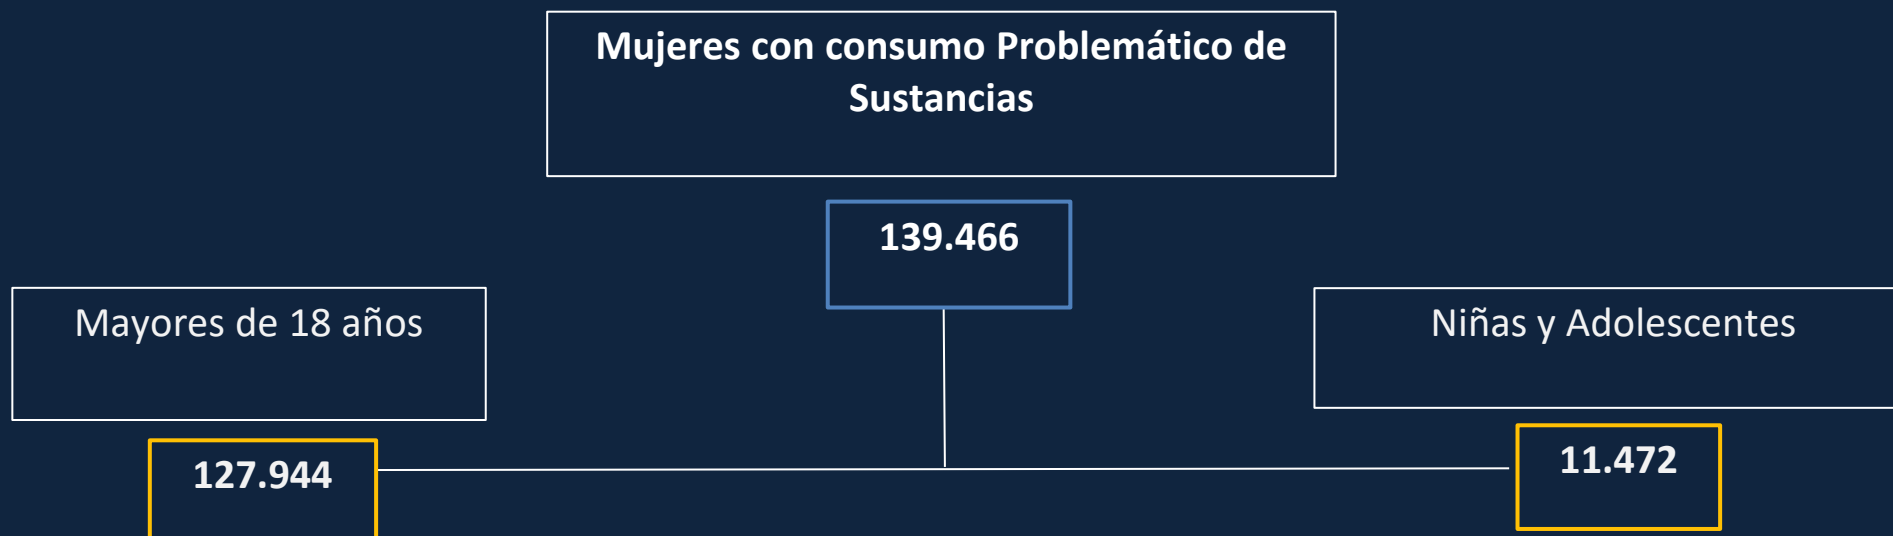 Mujeres con consumo Problemático de
Sustancias
139.466
Mayores de 18 años
Niñas y Adolescentes
127.944
11.472